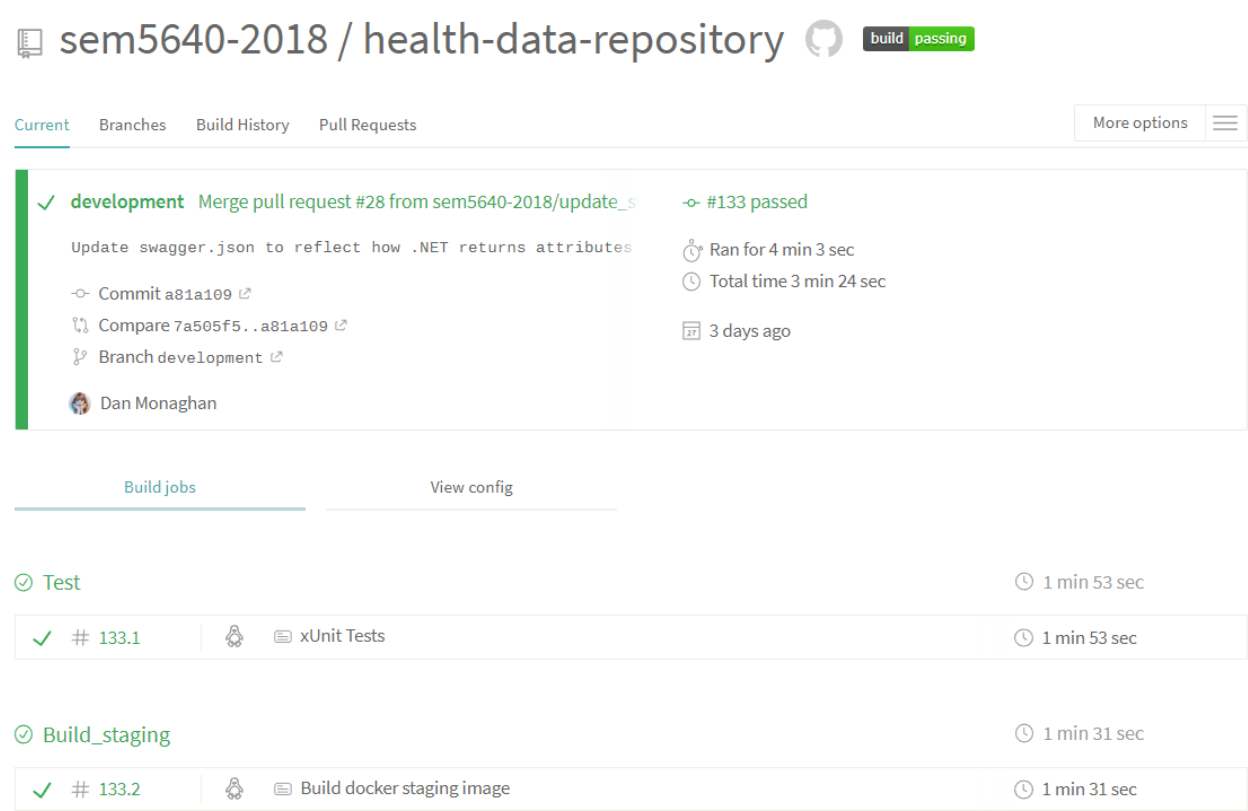 sem5640-2018 / health-data-repository build passing
Current Branches Build History Pull Requests More options
development Merge pull request #28 from sem5640-2018/update_s
#133 passed
Update swagger.json to reflect how .NET returns attributes
Ran for 4 min 3 sec
Commit a81a109
Total time 3 min 24 sec
Compare 7a505f5..a81a109
3 days ago
Branch development
Dan Monaghan
Build jobs View config
Test 1 min 53 sec
# 133.1 xUnit Tests 1 min 53 sec
Build_staging 1 min 31 sec
# 133.2 Build docker staging image 1 min 31 sec